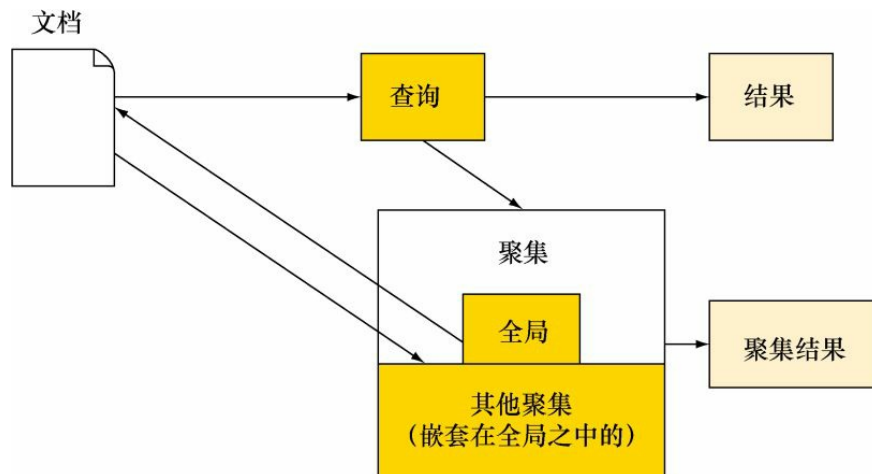 文档
查询
结果
聚集
全局
聚集结果
其他聚集
（嵌套在全局之中的）